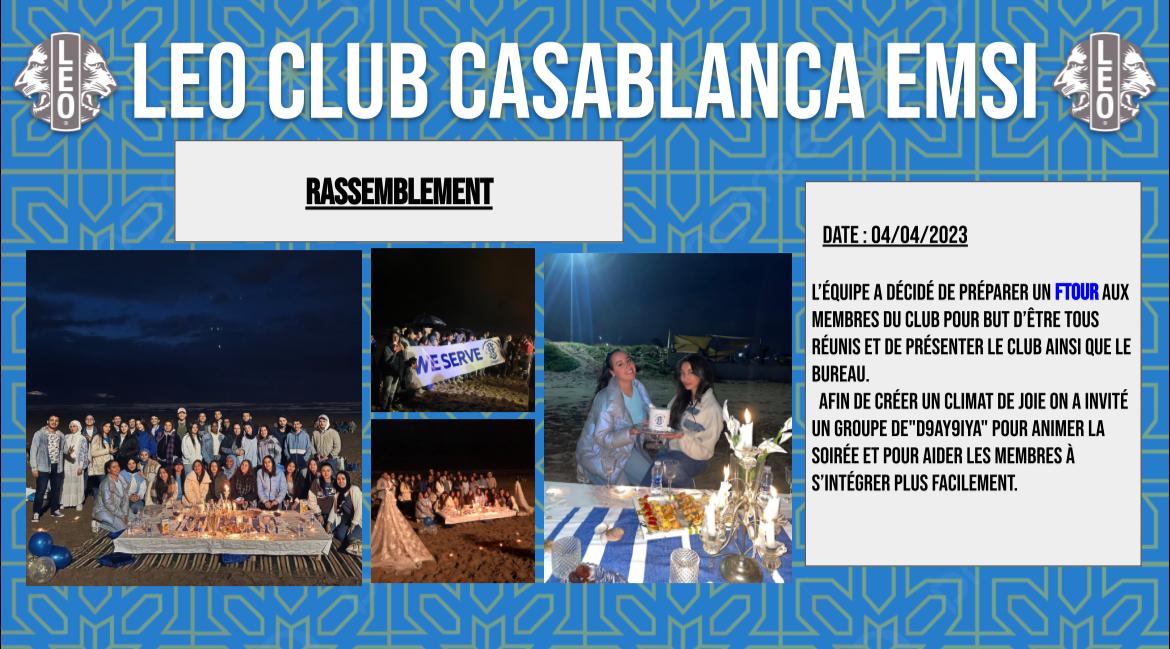 LEO
LEO CLUB CASABLANCA EMSI
LEO
RASSEMBLEMENT
DATE : 04/04/2023
L'ÉQUIPE A DÉCIDÉ DE PRÉPARER UN FTOUR AUX
MEMBRES DU CLUB POUR BUT D'ÊTRE TOUS
RÉUNIS ET DE PRÉSENTER LE CLUB AINSI QUE LE
BUREAU.
AFIN DE CRÉER UN CLIMAT DE JOIE ON A INVITÉ
UN GROUPE DE"D9AY9IYA" POUR ANIMER LA
SOIRÉE ET POUR AIDER LES MEMBRES À
S'INTÉGRER PLUS FACILEMENT.
WE SERVE